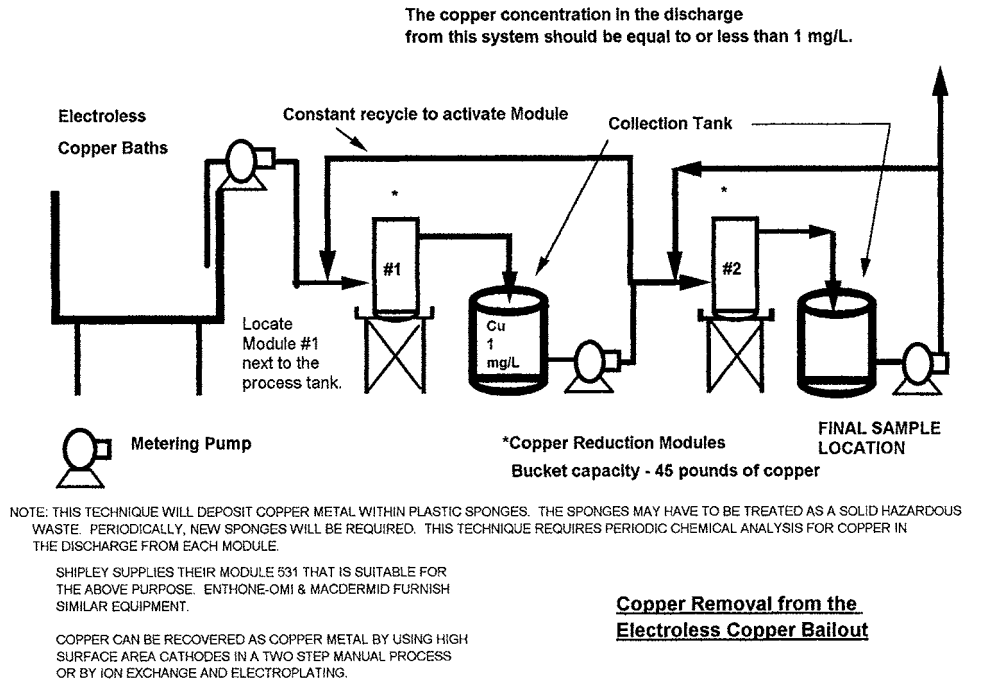 The copper concentration in the discharge
from this system should be equal to or less than 1 mg/L.
Electroless
Copper Baths
Constant recycle to activate Module
Collection Tank
*
*
#1
#2
Cu
1
mg/L
Locate
Module #1
next to the
process tank.
Metering Pump
*Copper Reduction Modules
Bucket capacity - 45 pounds of copper
FINAL SAMPLE
LOCATION
NOTE: THIS TECHNIQUE WILL DEPOSIT COPPER METAL WITHIN PLASTIC SPONGES. THE SPONGES MAY HAVE TO BE TREATED AS A SOLID HAZARDOUS
WASTE. PERIODICALLY, NEW SPONGES WILL BE REQUIRED. THIS TECHNIQUE REQUIRES PERIODIC CHEMICAL ANALYSIS FOR COPPER IN
THE DISCHARGE FROM EACH MODULE.
SHIPLEY SUPPLIES THEIR MODULE 531 THAT IS SUITABLE FOR
THE ABOVE PURPOSE. ENTHONE-OMI & MACDERMID FURNISH
SIMILAR EQUIPMENT.
COPPER CAN BE RECOVERED AS COPPER METAL BY USING HIGH
SURFACE AREA CATHODES IN A TWO STEP MANUAL PROCESS
OR BY ION EXCHANGE AND ELECTROPLATING.
Copper Removal from the
Electroless Copper Bailout